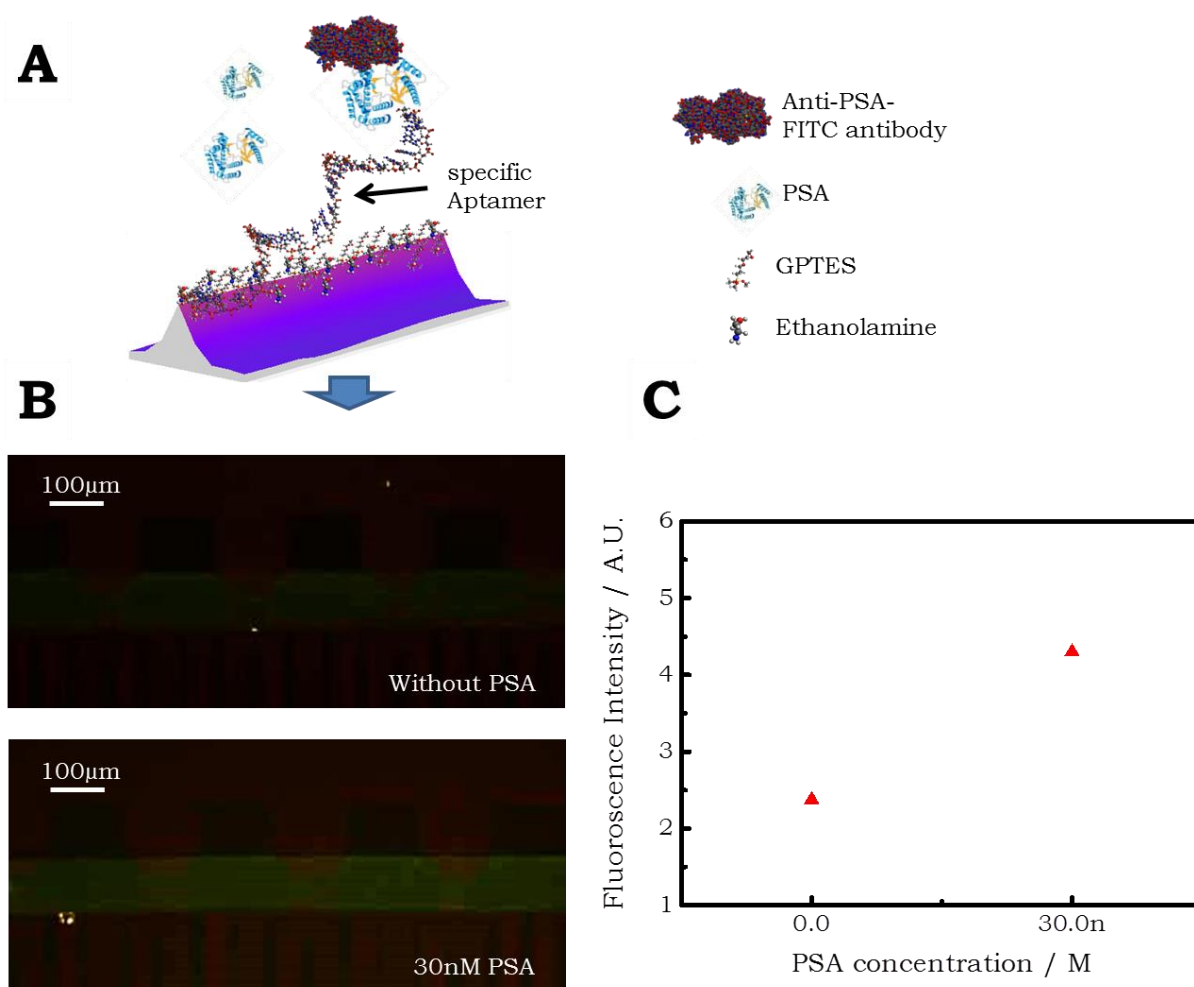 A
Anti-PSA-
FITC antibody
specific
Aptamer
PSA
GPTES
Ethanolamine
B
C
100µm
Without PSA
100µm
30nM PSA
Fluoroscence Intensity / A.U.
6
5
4
3
2
1
0.0
30.0n
PSA concentration / M